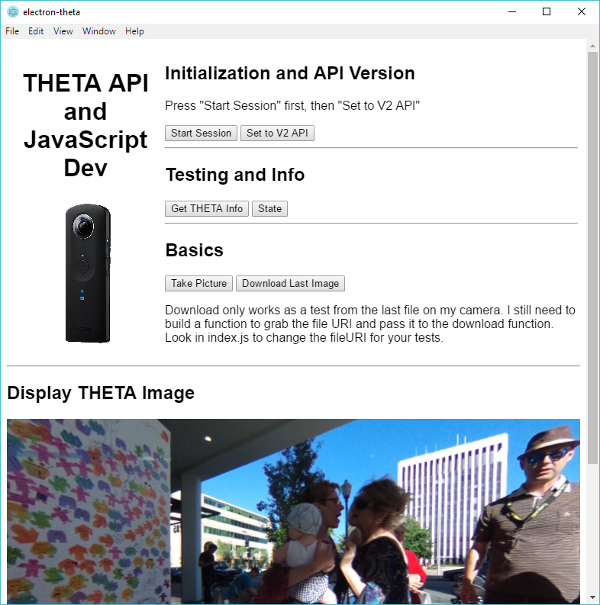 electron-theta
File Edit View Window Help
THETA API
and
JavaScript
Dev
Initialization and API Version
Press "Start Session" first, then "Set to V2 API"
Start Session Set to V2 API
Testing and Info
Get THETA Info State
Basics
Take Picture Download Last Image
Download only works as a test from the last file on my camera. I still need to
build a function to grab the file URI and pass it to the download function.
Look in index.js to change the fileURI for your tests.
Display THETA Image